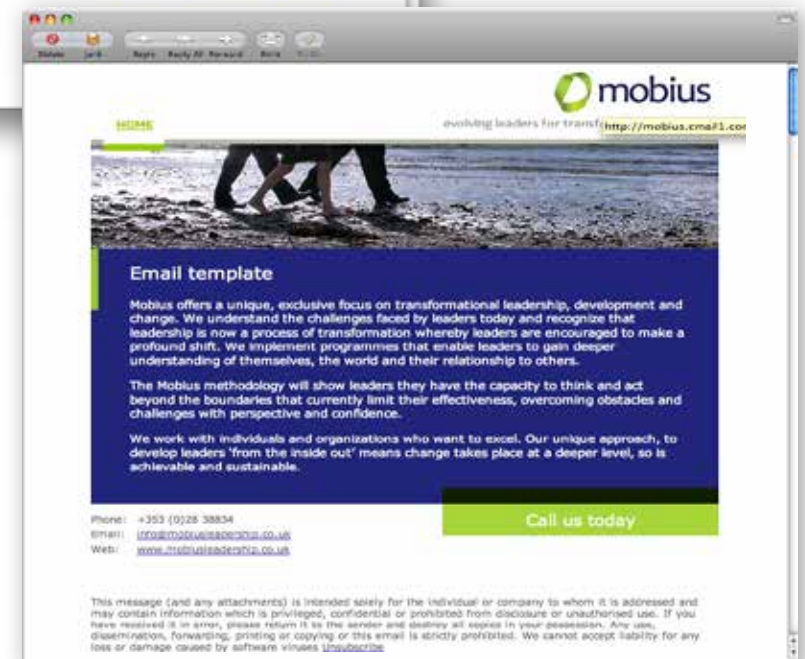 Delete Junk Reply Reply All Forward Print
mobius
HOME
evolving leaders for transf
http://mobius.cmail1.com
Email template
Mobius offers a unique, exclusive focus on transformational leadership, development and
change. We understand the challenges faced by leaders today and recognize that
leadership is now a process of transformation whereby leaders are encouraged to make a
profound shift. We implement programmes that enable leaders to gain deeper
understanding of themselves, the world and their relationship to others.
The Mobius methodology will show leaders they have the capacity to think and act
beyond the boundaries that currently limit their effectiveness, overcoming obstacles and
challenges with perspective and confidence.
We work with individuals and organizations who want to excel. Our unique approach, to
develop leaders ‘from the inside out’ means change takes place at a deeper level, so is
achievable and sustainable.
Call us today
Phone: +353 (0)28 38834
Email: info@mobiusleadership.co.uk
Web: www.mobiusleadership.co.uk
This message (and any attachments) is intended solely for the individual or company to whom it is addressed and
may contain information which is privileged, confidential or prohibited from disclosure or unauthorised use. If you
have received it in error, please return it to the sender and destroy all copies in your possession. Any use,
dissemination, forwarding, printing or copying or this email is strictly prohibited. We cannot accept liability for any
loss or damage caused by software viruses Unsubscribe